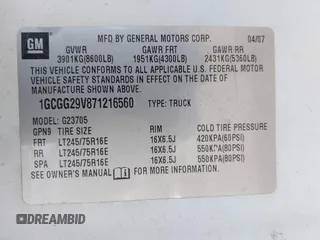 GM
MFD BY GENERAL MOTORS CORP. 04/07
GVWR GAWR FRT GAWR RR
3901KG(8600LB) 1951KG(4300LB) 2431KG(5360LB)
THIS VEHICLE CONFORMS TO ALL APPLICABLE U.S. FEDERAL MOTOR
VEHICLE SAFETY STANDARDS IN EFFECT ON THE DATE OF
MANUFACTURE SHOWN ABOVE.
1GCGG29V871216560 TYPE: TRUCK
MODEL: G23705
GPN9 TIRE SIZE RIM COLD TIRE PRESSURE
FRT LT245/75R16E 16X6.5J 420KPA(60PSI)
RR LT245/75R16E 16X6.5J 550KPA(80PSI)
SPA LT245/75R16E 16X6.5J 550KPA(80PSI)
SEE OWNER'S MANUAL FOR ADDITIONAL INFORMATION.
DREAMBID